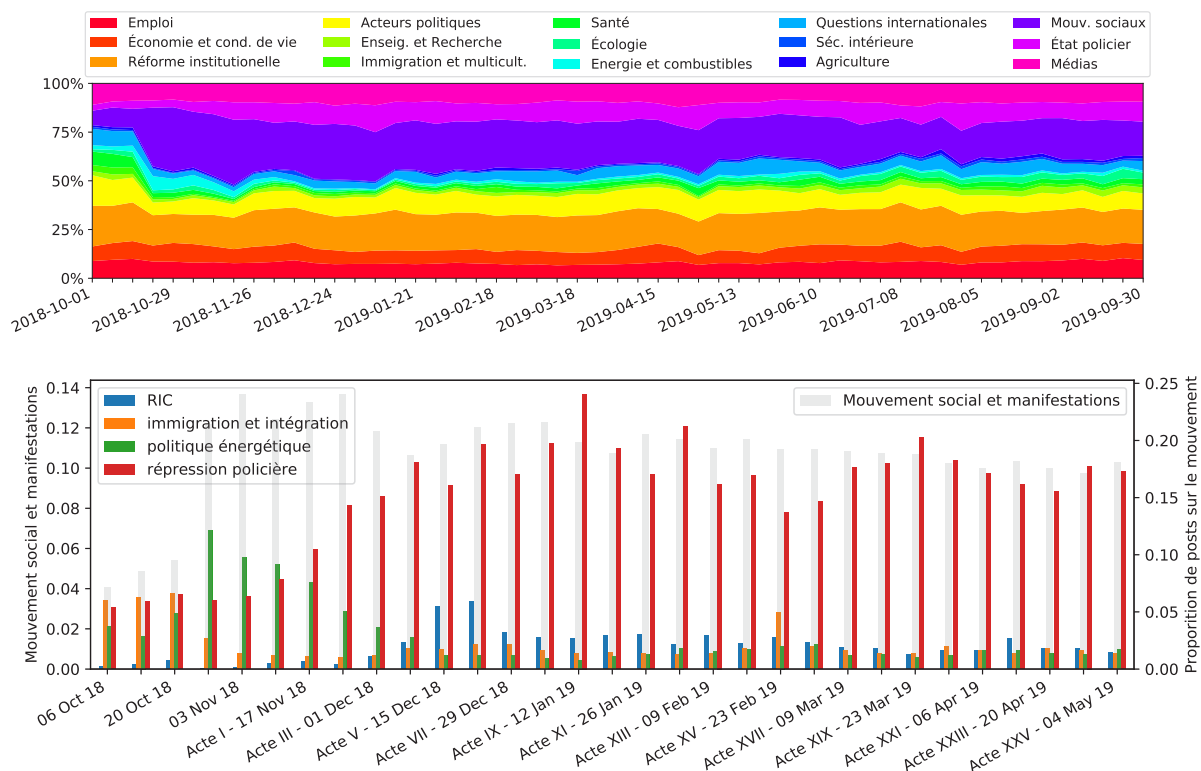 Emploi Acteurs politiques Santé Questions internationales Mouv. sociaux
Économie et cond. de vie Enseig. et Recherche Écologie Séc. intérieure État policier
Réforme institutionelle Immigration et multicult. Energie et combustibles Agriculture Médias
100%
75%
50%
25%
0%
2018-10-01 2018-10-29 2018-11-26 2018-12-24 2019-01-21 2019-02-18 2019-03-18 2019-04-15 2019-05-13 2019-06-10 2019-07-08 2019-08-05 2019-09-02 2019-09-30
Mouvement social et manifestations
0.14
0.12
0.10
0.08
0.06
0.04
0.02
0.00
RIC
immigration et intégration
politique énergétique
répression policière
Mouvement social et manifestations
0.25
0.20
0.15
0.10
0.05
0.00
Proportion de posts sur le mouvement
06 Oct 18 20 Oct 18 03 Nov 18 Acte I - 17 Nov 18 Acte III - 01 Dec 18 Acte V - 15 Dec 18 Acte VII - 29 Dec 18 Acte IX - 12 Jan 19 Acte XI - 26 Jan 19 Acte XIII - 09 Feb 19 Acte XV - 23 Feb 19 Acte XVII - 09 Mar 19 Acte XIX - 23 Mar 19 Acte XXI - 06 Apr 19 Acte XXIII - 20 Apr 19 Acte XXV - 04 May 19